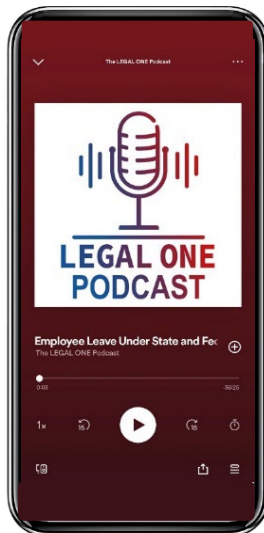 The LEGAL ONE Podcast
LEGAL ONE
PODCAST
Employee Leave Under State and Fe
The LEGAL ONE Podcast
0:03
-36:25
1x
15
15